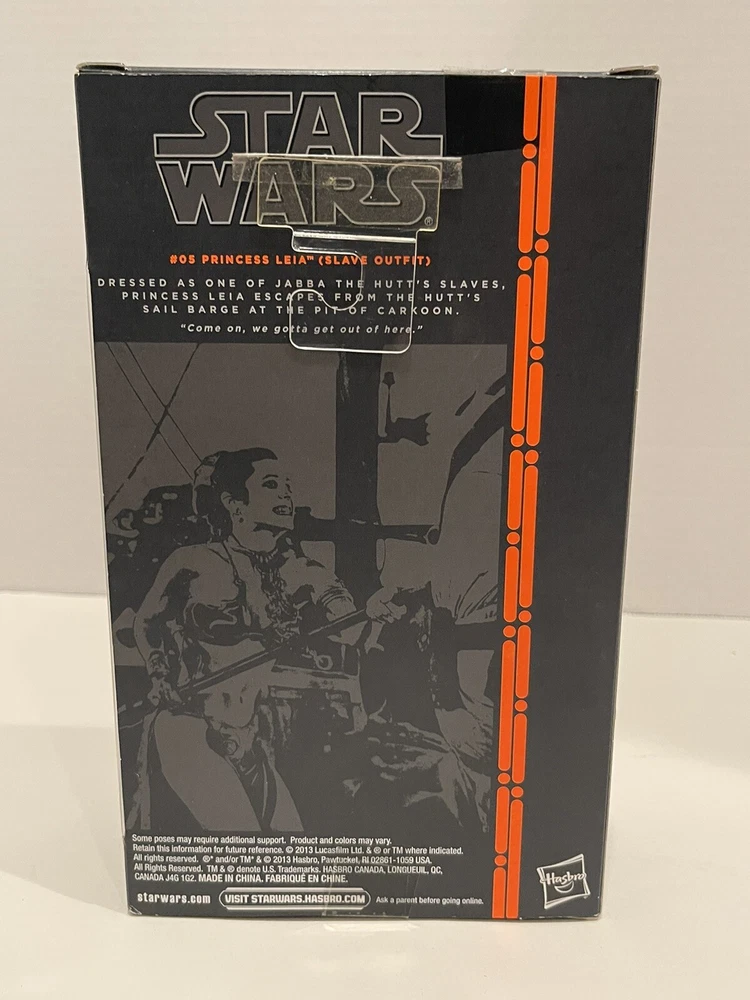 STAR
WARS®
#05 PRINCESS LEIA™ (SLAVE OUTFIT)
DRESSED AS ONE OF JABBA THE HUTT'S SLAVES,
PRINCESS LEIA ESCAPES FROM THE HUTT'S
SAIL BARGE AT THE PIT OF CARKOON.
"Come on, we gotta get out of here."
Some poses may require additional support. Product and colors may vary.
Retain this information for future reference. © 2013 Lucasfilm Ltd. & ® or TM where indicated.
All rights reserved. ®* and/or TM* & © 2013 Hasbro, Pawtucket, RI 02861-1059 USA.
All Rights Reserved. TM & ® denote U.S. Trademarks. HASBRO CANADA, LONGUEUIL, QC,
CANADA J4G 1G2. MADE IN CHINA. FABRIQUÉ EN CHINE.
starwars.com VISIT STARWARS.HASBRO.COM Ask a parent before going online.
Hasbro